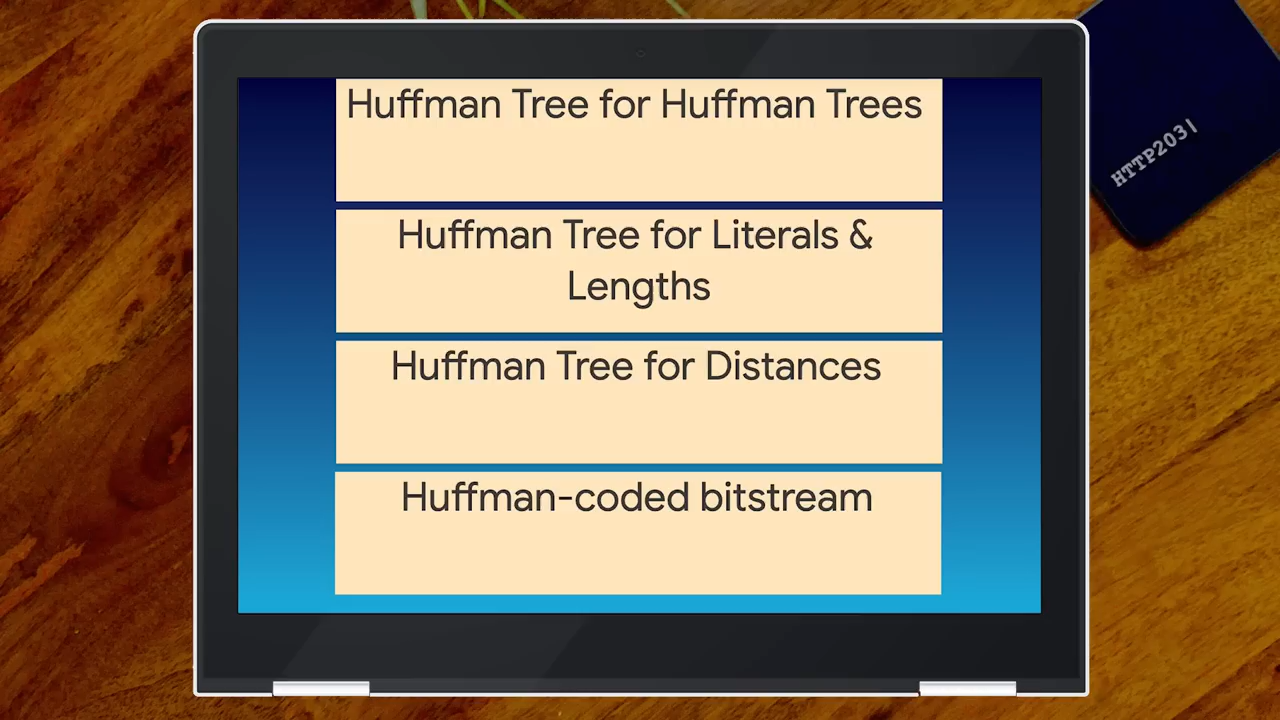 Huffman Tree for Huffman Trees
Huffman Tree for Literals &
Lengths
Huffman Tree for Distances
Huffman-coded bitstream
HTTP203|